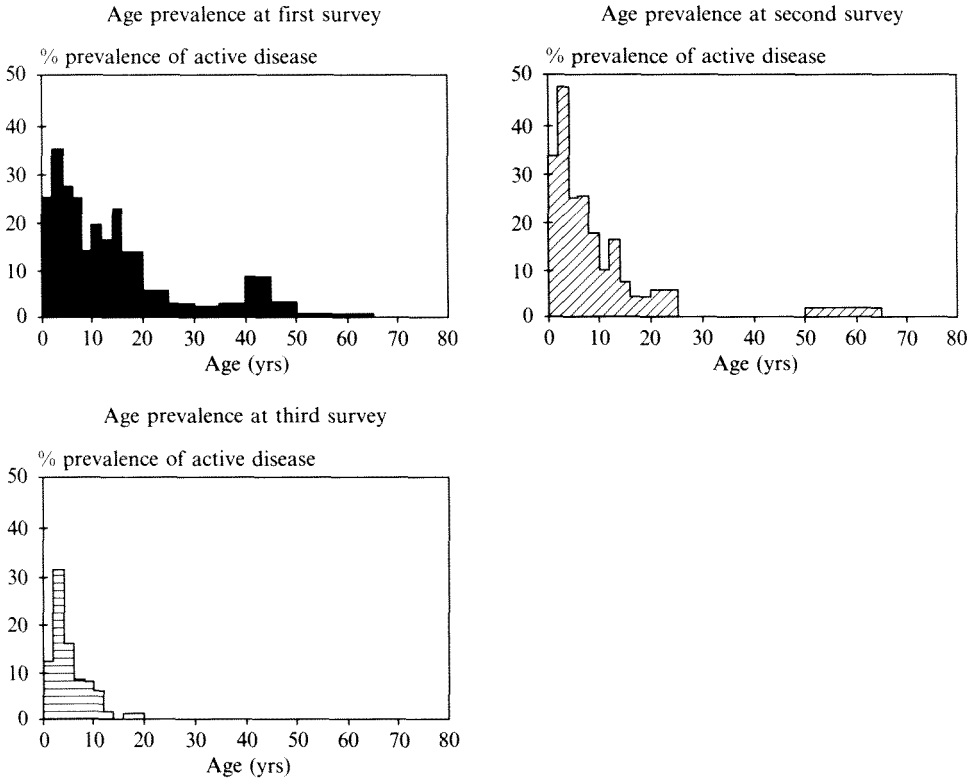 Age prevalence at first survey
% prevalence of active disease
50
40
30
20
10
0
0 10 20 30 40 50 60 70 80
Age (yrs)
Age prevalence at second survey
% prevalence of active disease
50
40
30
20
10
0
0 10 20 30 40 50 60 70 80
Age (yrs)
Age prevalence at third survey
% prevalence of active disease
50
40
30
20
10
0
0 10 20 30 40 50 60 70 80
Age (yrs)